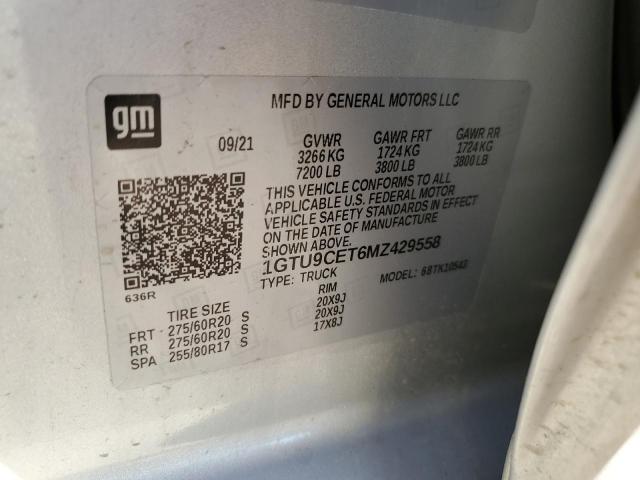 gm
MFD BY GENERAL MOTORS LLC
09/21 GVWR GAWR FRT GAWR RR
3266 KG 1724 KG 1724 KG
7200 LB 3800 LB 3800 LB
THIS VEHICLE CONFORMS TO ALL
APPLICABLE U.S. FEDERAL MOTOR
VEHICLE SAFETY STANDARDS IN EFFECT
ON THE DATE OF MANUFACTURE
SHOWN ABOVE.
1GTU9CET6MZ429558
TYPE: TRUCK MODEL: 6BTK10543
636R
TIRE SIZE RIM
FRT 275/60R20 S 20X9J
RR 275/60R20 S 20X9J
SPA 255/80R17 S 17X8J